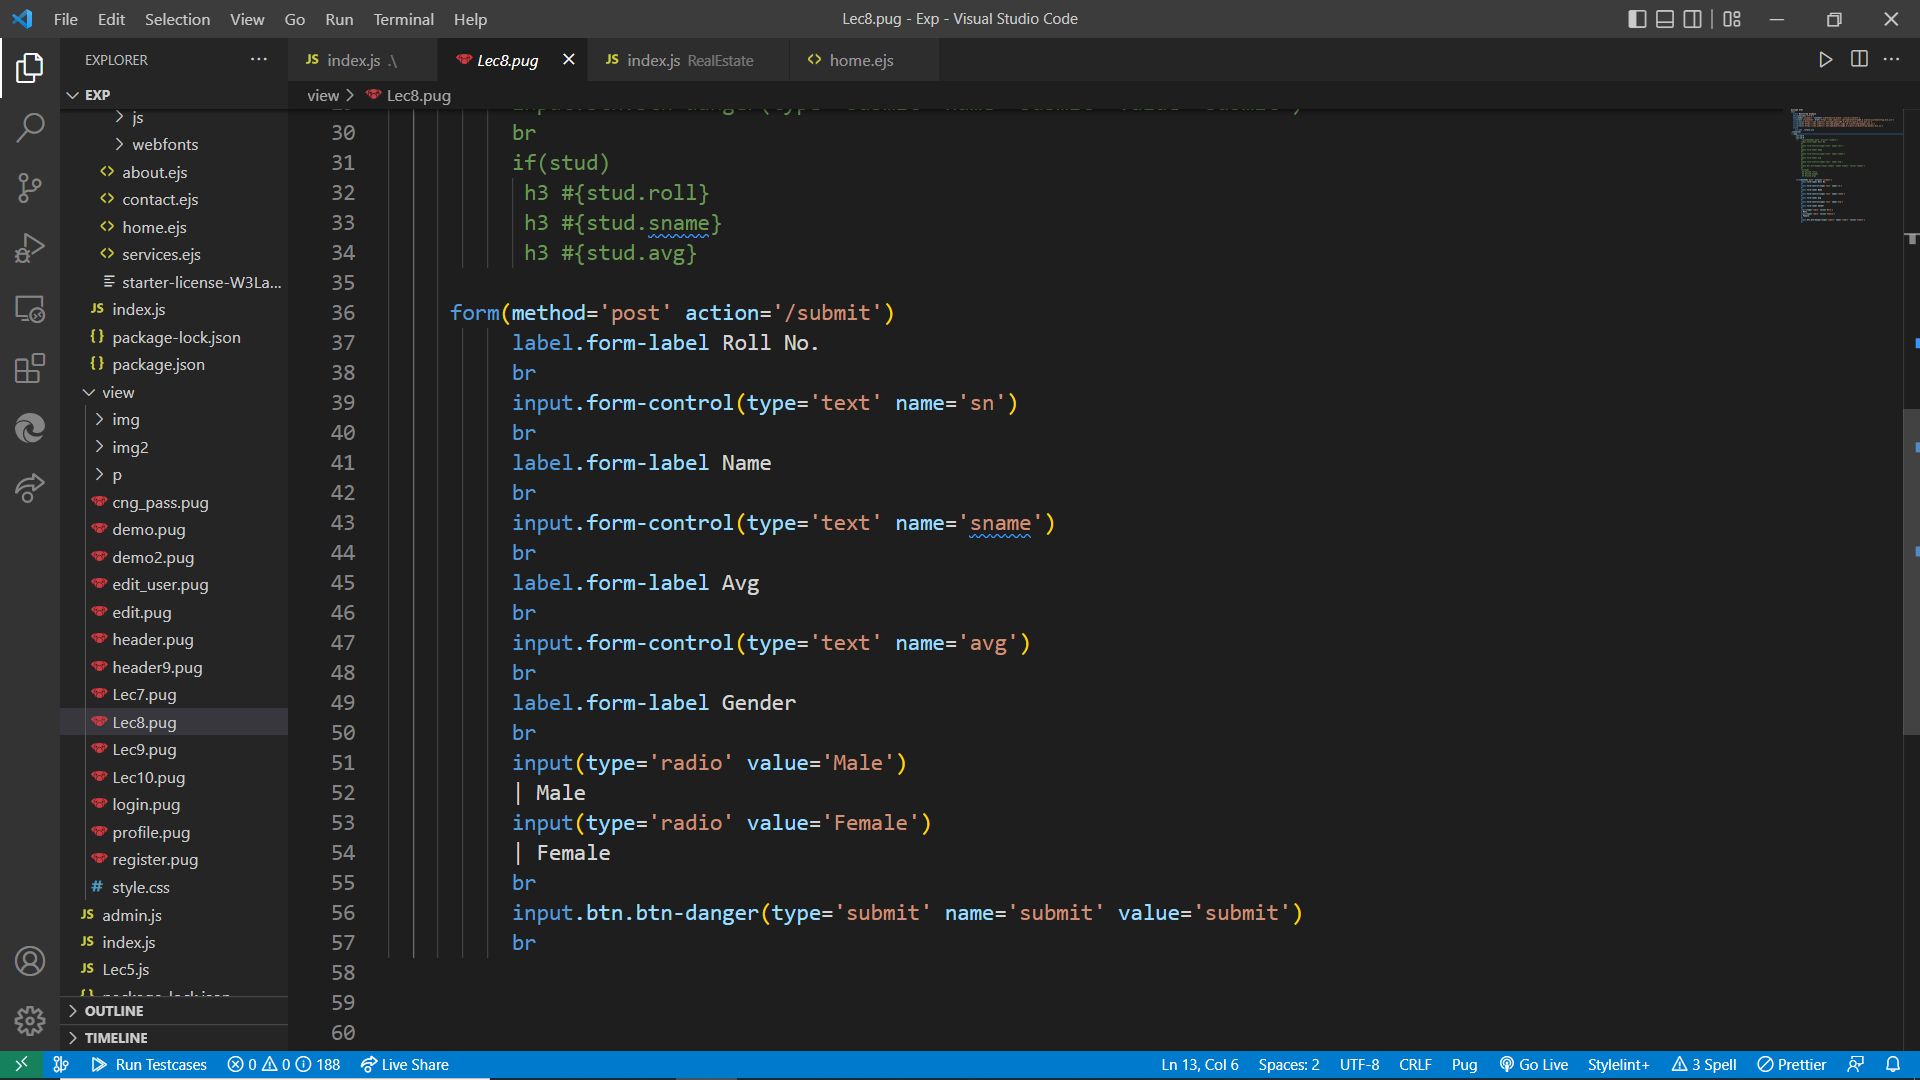 File Edit Selection View Go Run Terminal Help
Lec8.pug - Exp - Visual Studio Code
EXPLORER
JS index.js .\
Lec8.pug
JS index.js RealEstate
<> home.ejs
EXP
view > Lec8.pug
js
webfonts
<> about.ejs
<> contact.ejs
<> home.ejs
<> services.ejs
starter-license-W3La...
JS index.js
{} package-lock.json
{} package.json
view
img
img2
p
cng_pass.pug
demo.pug
demo2.pug
edit_user.pug
edit.pug
header.pug
header9.pug
Lec7.pug
Lec8.pug
Lec9.pug
Lec10.pug
login.pug
profile.pug
register.pug
# style.css
JS admin.js
JS index.js
JS Lec5.js
OUTLINE
TIMELINE
30 br
31 if(stud)
32 h3 #{stud.roll}
33 h3 #{stud.sname}
34 h3 #{stud.avg}
35
36 form(method='post' action='/submit')
37 label.form-label Roll No.
38 br
39 input.form-control(type='text' name='sn')
40 br
41 label.form-label Name
42 br
43 input.form-control(type='text' name='sname')
44 br
45 label.form-label Avg
46 br
47 input.form-control(type='text' name='avg')
48 br
49 label.form-label Gender
50 br
51 input(type='radio' value='Male')
52 | Male
53 input(type='radio' value='Female')
54 | Female
55 br
56 input.btn.btn-danger(type='submit' name='submit' value='submit')
57 br
58
59
60
Run Testcases 0 0 188 Live Share Ln 13, Col 6 Spaces: 2 UTF-8 CRLF Pug Go Live Stylelint+ 3 Spell Prettier